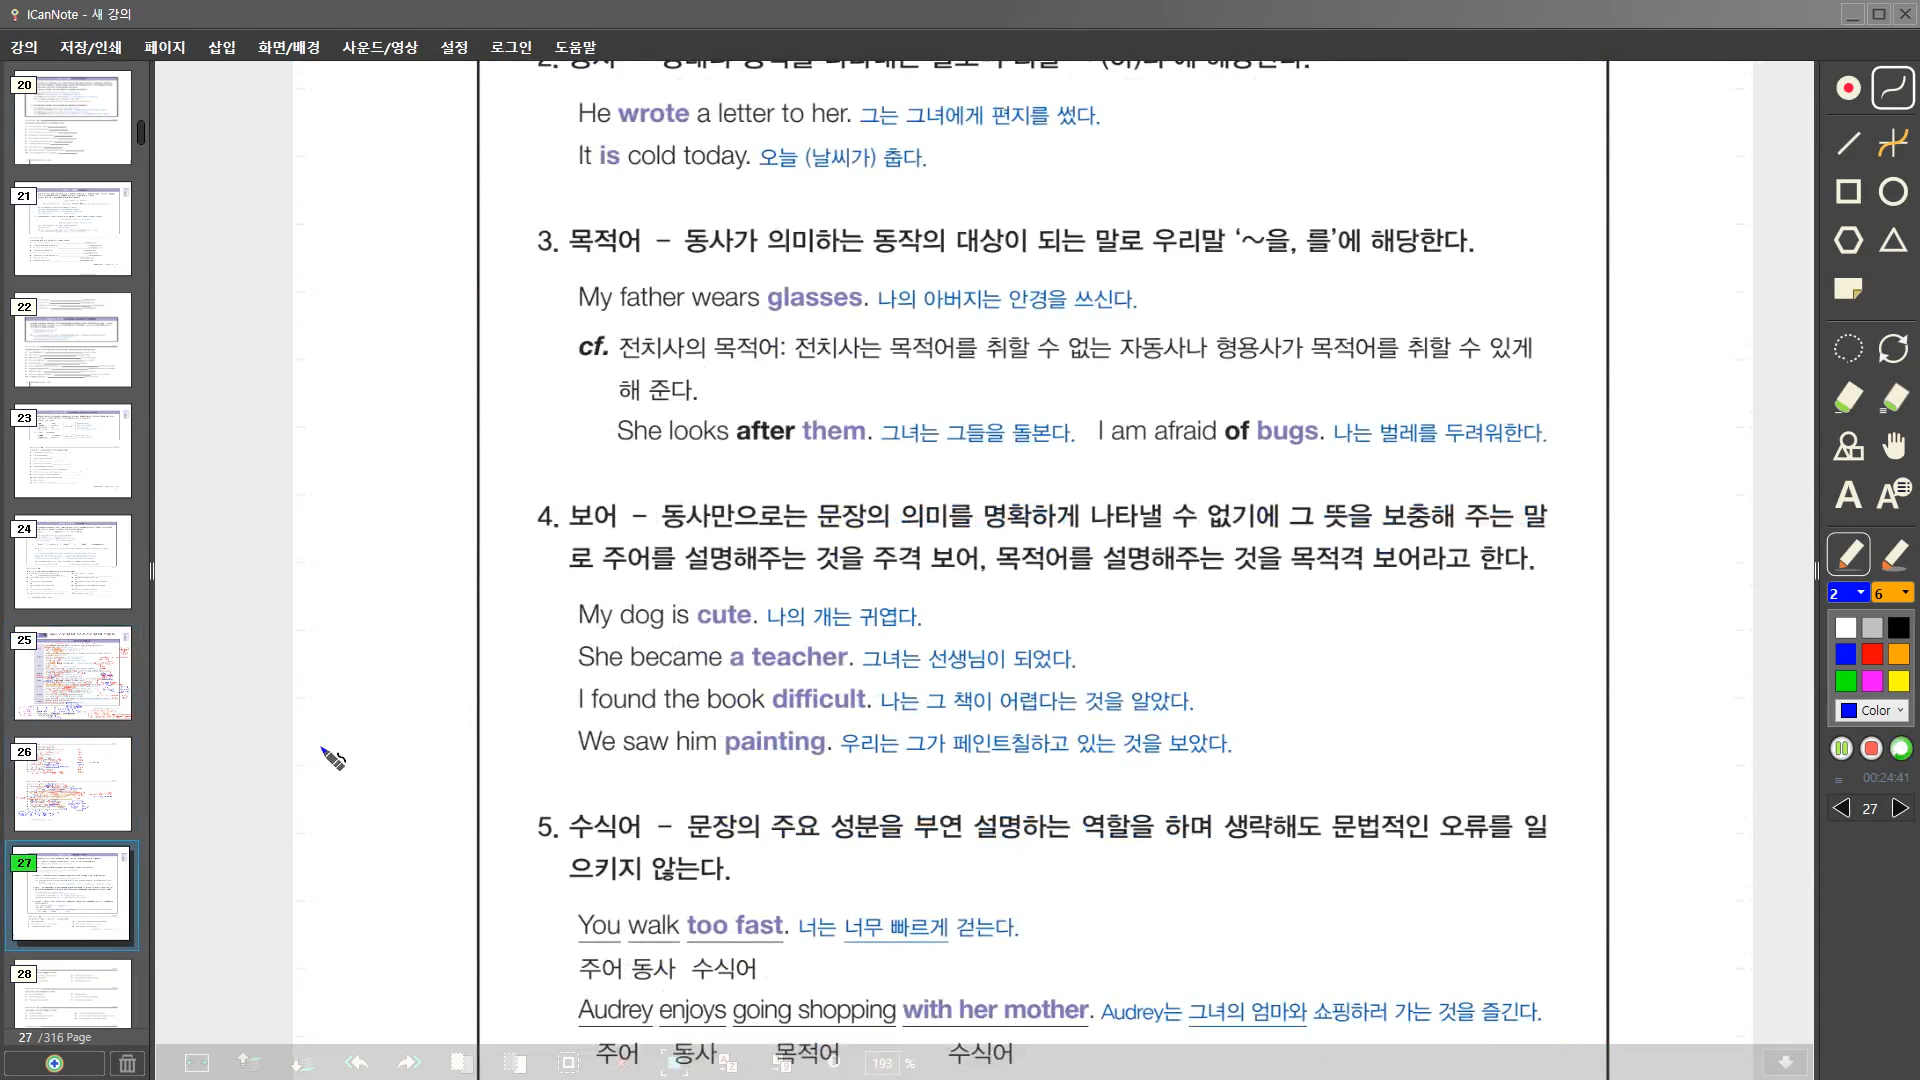 ICanNote - 새 강의
강의 저장/인쇄 페이지 삽입 화면/배경 사운드/영상 설정 로그인 도움말
He wrote a letter to her. 그는 그녀에게 편지를 썼다.
It is cold today. 오늘 (날씨가) 춥다.
3. 목적어 – 동사가 의미하는 동작의 대상이 되는 말로 우리말 ‘~을, 를’에 해당한다.
My father wears glasses. 나의 아버지는 안경을 쓰신다.
cf. 전치사의 목적어: 전치사는 목적어를 취할 수 없는 자동사나 형용사가 목적어를 취할 수 있게
해 준다.
She looks after them. 그녀는 그들을 돌본다. I am afraid of bugs. 나는 벌레를 두려워한다.
4. 보어 – 동사만으로는 문장의 의미를 명확하게 나타낼 수 없기에 그 뜻을 보충해 주는 말
로 주어를 설명해주는 것을 주격 보어, 목적어를 설명해주는 것을 목적격 보어라고 한다.
My dog is cute. 나의 개는 귀엽다.
She became a teacher. 그녀는 선생님이 되었다.
I found the book difficult. 나는 그 책이 어렵다는 것을 알았다.
We saw him painting. 우리는 그가 페인트칠하고 있는 것을 보았다.
5. 수식어 – 문장의 주요 성분을 부연 설명하는 역할을 하며 생략해도 문법적인 오류를 일
으키지 않는다.
You walk too fast. 너는 너무 빠르게 걷는다.
주어 동사 수식어
Audrey enjoys going shopping with her mother. Audrey는 그녀의 엄마와 쇼핑하러 가는 것을 즐긴다.
주어 동사 목적어 수식어
20
21
22
23
24
25
26
27
28
27 /316 Page
193 %
A A
2 6
Color
00:24:41
27